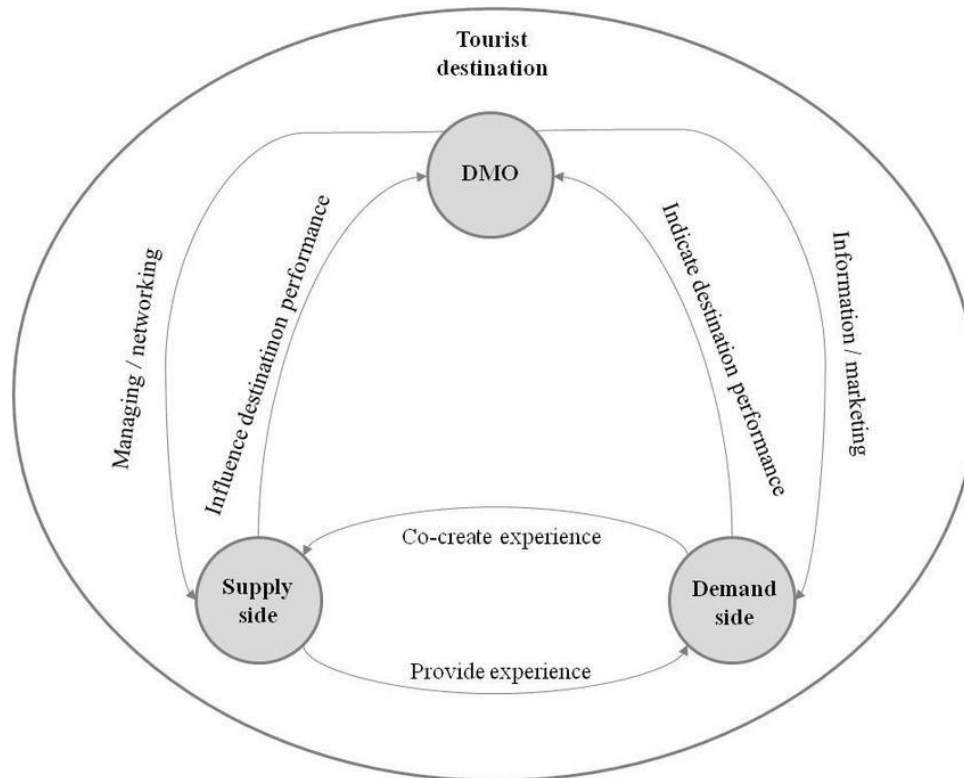 Tourist
destination
DMO
Managing / networking
Influence destinatinon performance
Indicate destination performance
Information / marketing
Co-create experience
Supply
side
Demand
side
Provide experience